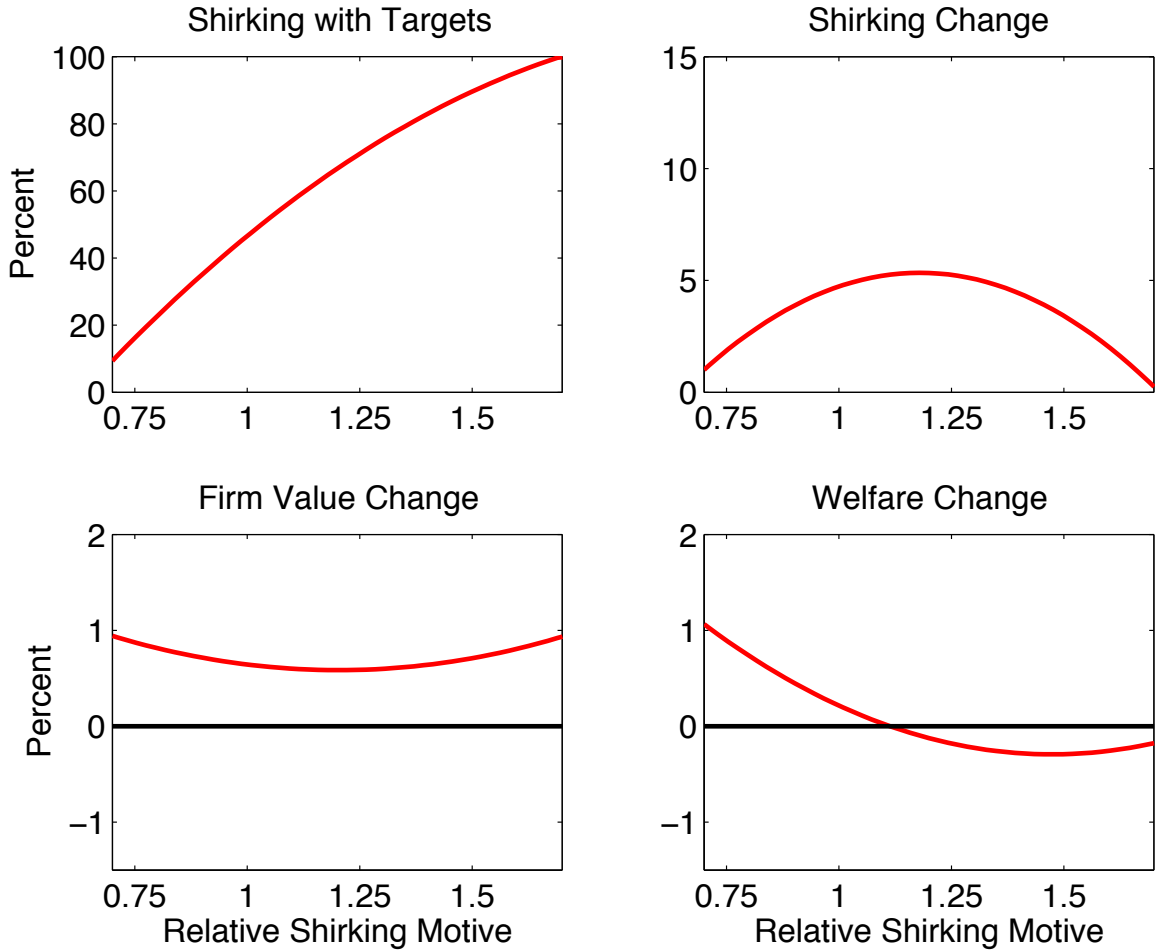 Shirking with Targets
100
80
60
40
20
0
Percent
0.75 1 1.25 1.5
Shirking Change
15
10
5
0
0.75 1 1.25 1.5
Firm Value Change
2
1
0
−1
Percent
0.75 1 1.25 1.5
Relative Shirking Motive
Welfare Change
2
1
0
−1
0.75 1 1.25 1.5
Relative Shirking Motive